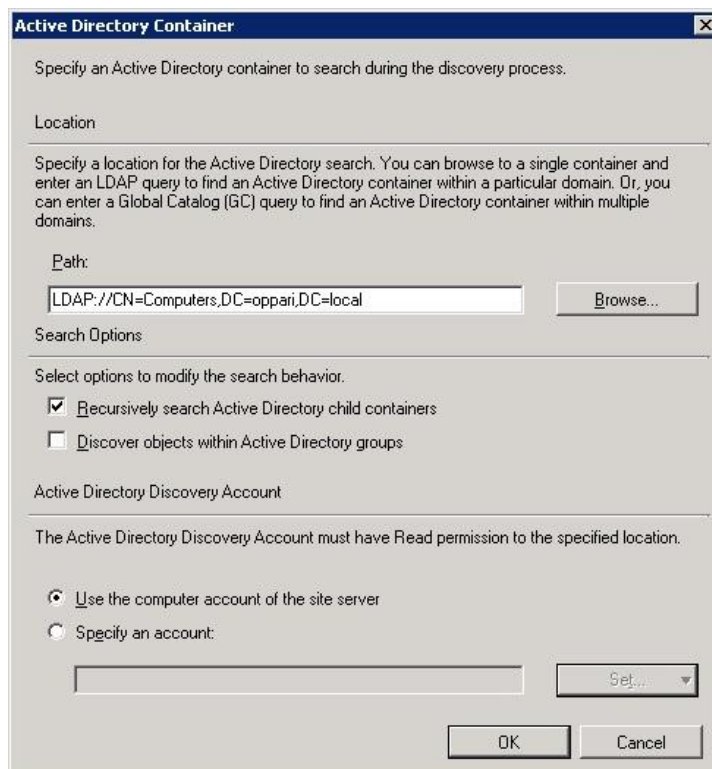 Active Directory Container
Specify an Active Directory container to search during the discovery process.
Location
Specify a location for the Active Directory search. You can browse to a single container and
enter an LDAP query to find an Active Directory container within a particular domain. Or, you
can enter a Global Catalog (GC) query to find an Active Directory container within multiple
domains.
Path:
LDAP://CN=Computers,DC=oppari,DC=local
Browse...
Search Options
Select options to modify the search behavior.
Recursively search Active Directory child containers
Discover objects within Active Directory groups
Active Directory Discovery Account
The Active Directory Discovery Account must have Read permission to the specified location.
Use the computer account of the site server
Specify an account:
Set...
OK
Cancel